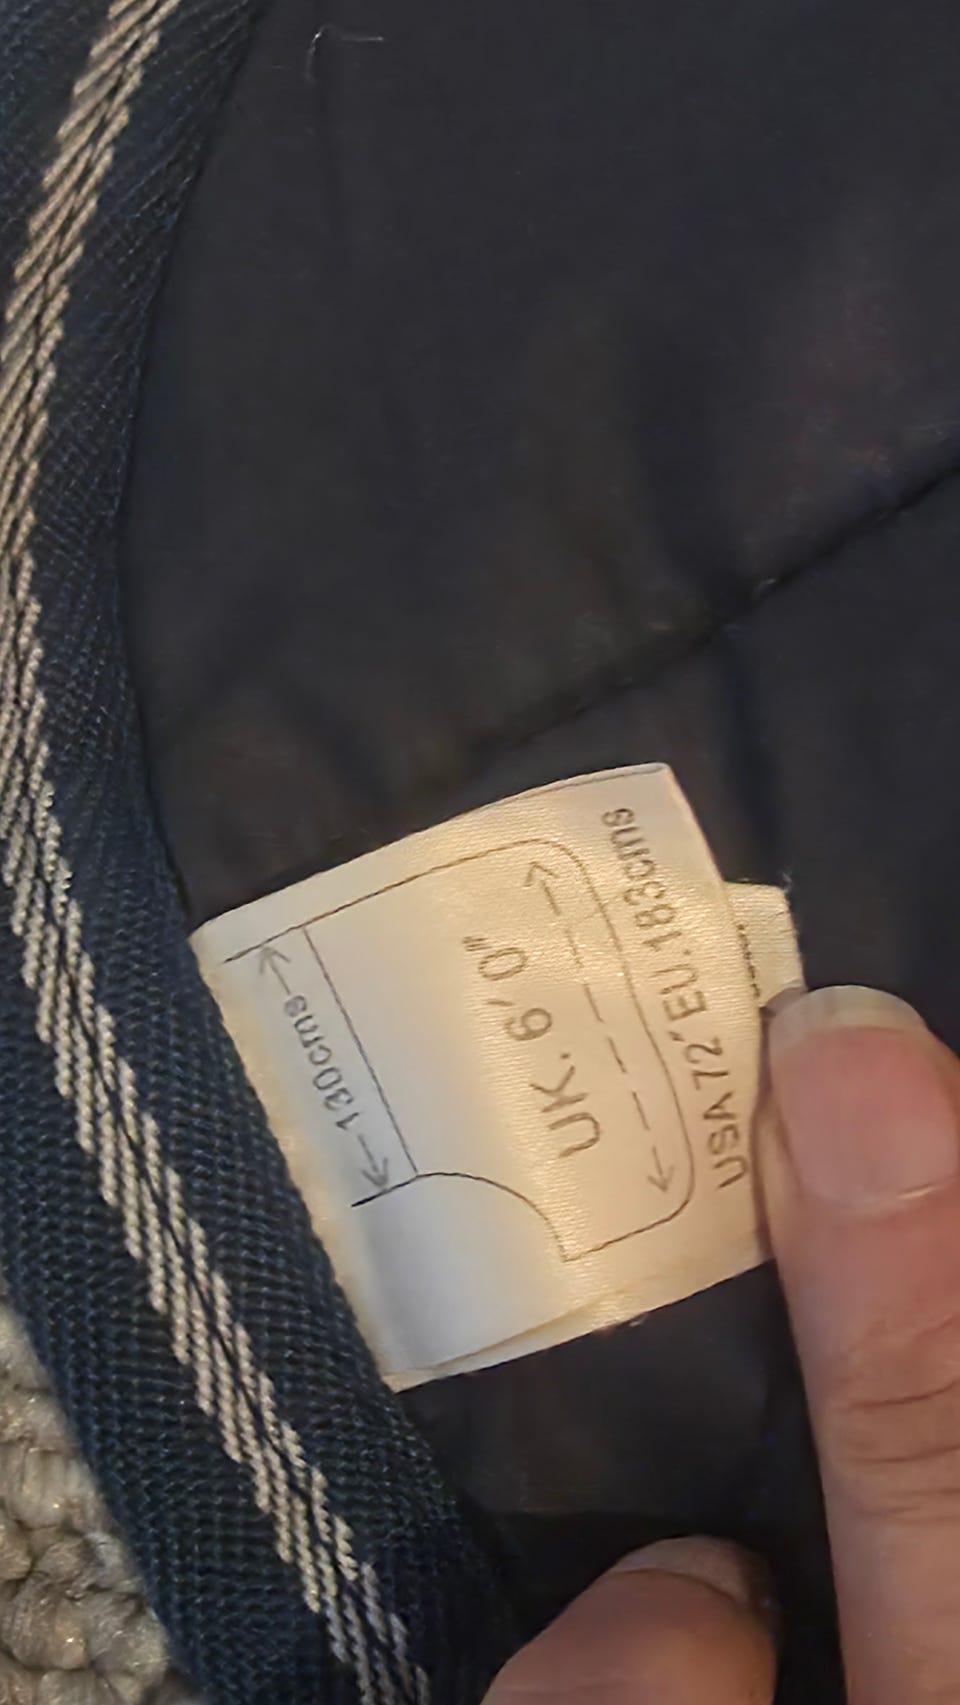 ←130cms→
UK. 6' 0"
USA 72" EU. 183cms